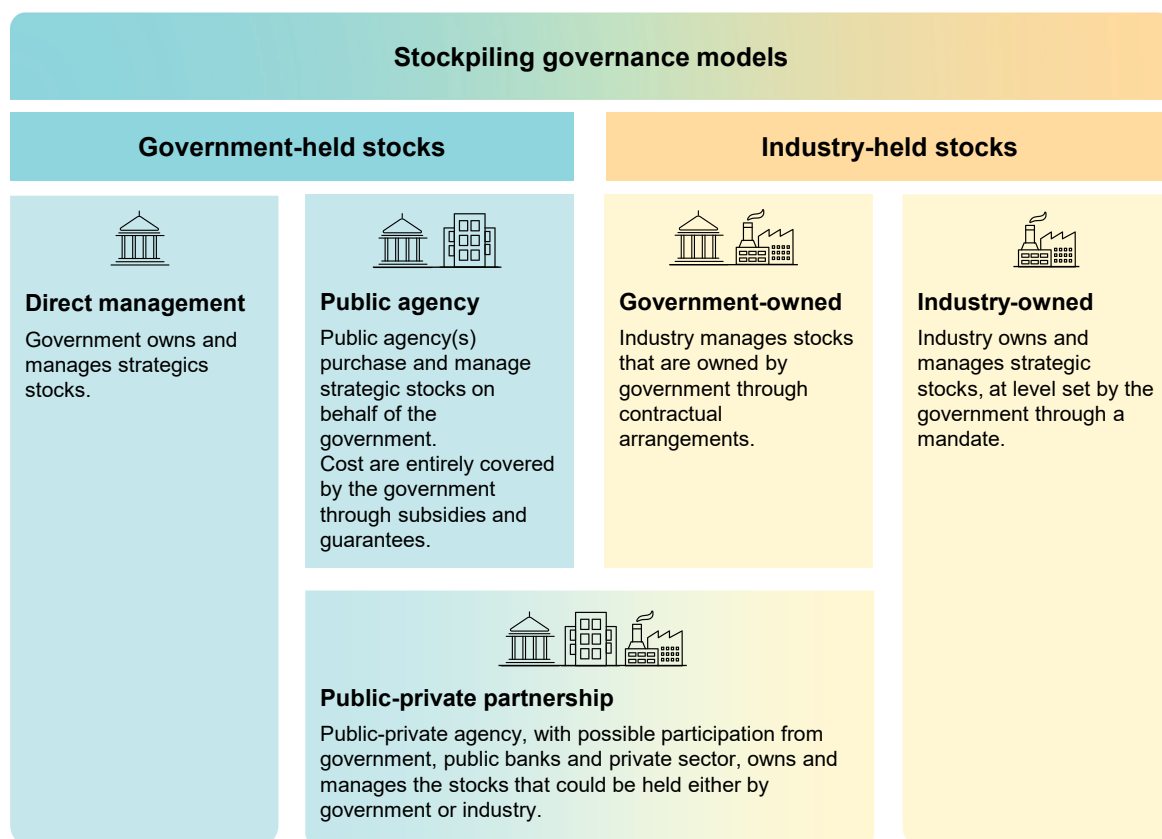 Stockpiling governance models
Government-held stocks
Industry-held stocks
Direct management
Government owns and
manages strategics
stocks.
Public agency
Public agency(s)
purchase and manage
strategic stocks on
behalf of the
government.
Cost are entirely covered
by the government
through subsidies and
guarantees.
Government-owned
Industry manages stocks
that are owned by
government through
contractual
arrangements.
Industry-owned
Industry owns and
manages strategic
stocks, at level set by the
government through a
mandate.
Public-private partnership
Public-private agency, with possible participation from
government, public banks and private sector, owns and
manages the stocks that could be held either by
government or industry.